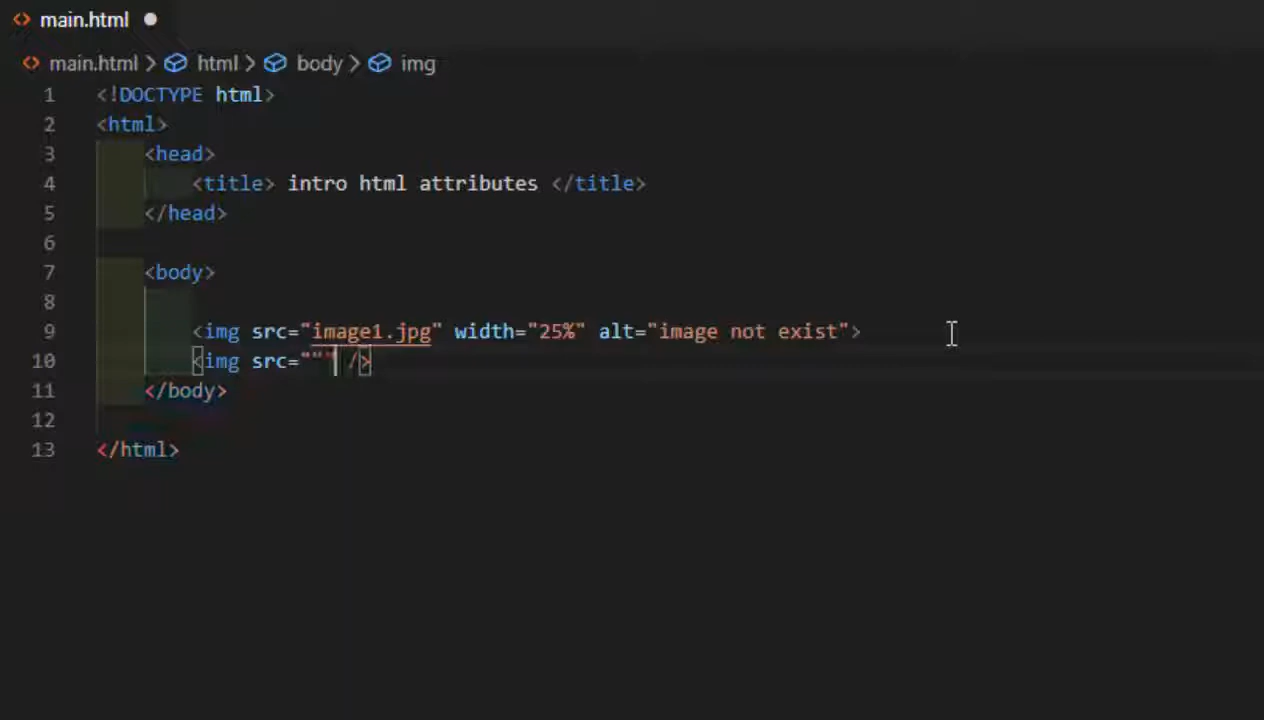 main.html
main.html > html > body > img
1 <!DOCTYPE html>
2 <html>
3 <head>
4 <title> intro html attributes </title>
5 </head>
6
7 <body>
8
9 <img src="image1.jpg" width="25%" alt="image not exist">
10 <img src=""" />
11 </body>
12
13 </html>